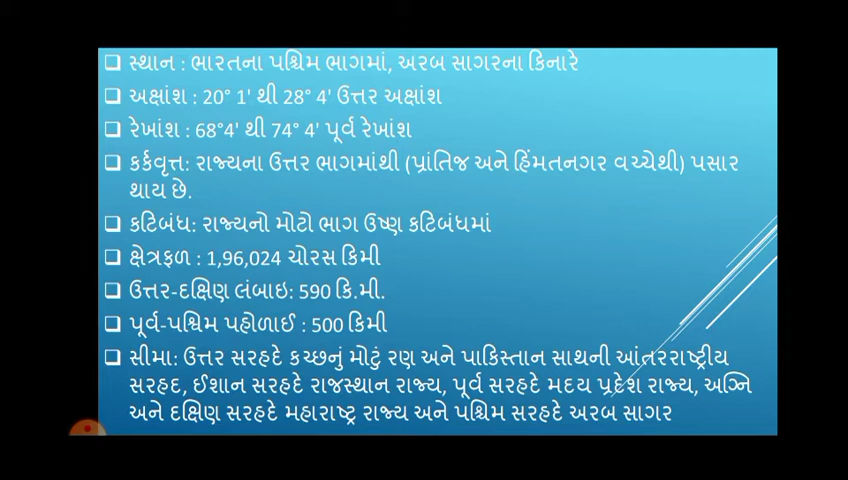 ❑ સ્થાન : ભારતના પશ્ચિમ ભાગમાં, અરબ સાગરના કિનારે
❑ અક્ષાંશ : 20° 1' થી 28° 4' ઉત્તર અક્ષાંશ
❑ રેખાંશ : 68°4' થી 74° 4' પૂર્વ રેખાંશ
❑ કર્કવૃત્ત: રાજ્યના ઉત્તર ભાગમાંથી (પ્રાંતિજ અને હિંમતનગર વચ્ચેથી) પસાર
થાય છે.
❑ કટિબંધ: રાજ્યનો મોટો ભાગ ઉષ્ણ કટિબંધમાં
❑ ક્ષેત્રફળ : 1,96,024 ચોરસ કિમી
❑ ઉત્તર-દક્ષિણ લંબાઇ: 590 કિ.મી.
❑ પૂર્વ-પશ્ચિમ પહોળાઈ : 500 કિમી
❑ સીમા: ઉત્તર સરહદે કચ્છનું મોટું રણ અને પાકિસ્તાન સાથની આંતરરાષ્ટ્રીય
સરહદ, ઈશાન સરહદે રાજસ્થાન રાજ્ય, પૂર્વ સરહદે મદય પ્રદેશ રાજ્ય, અગ્નિ
અને દક્ષિણ સરહદે મહારાષ્ટ્ર રાજ્ય અને પશ્ચિમ સરહદે અરબ સાગર